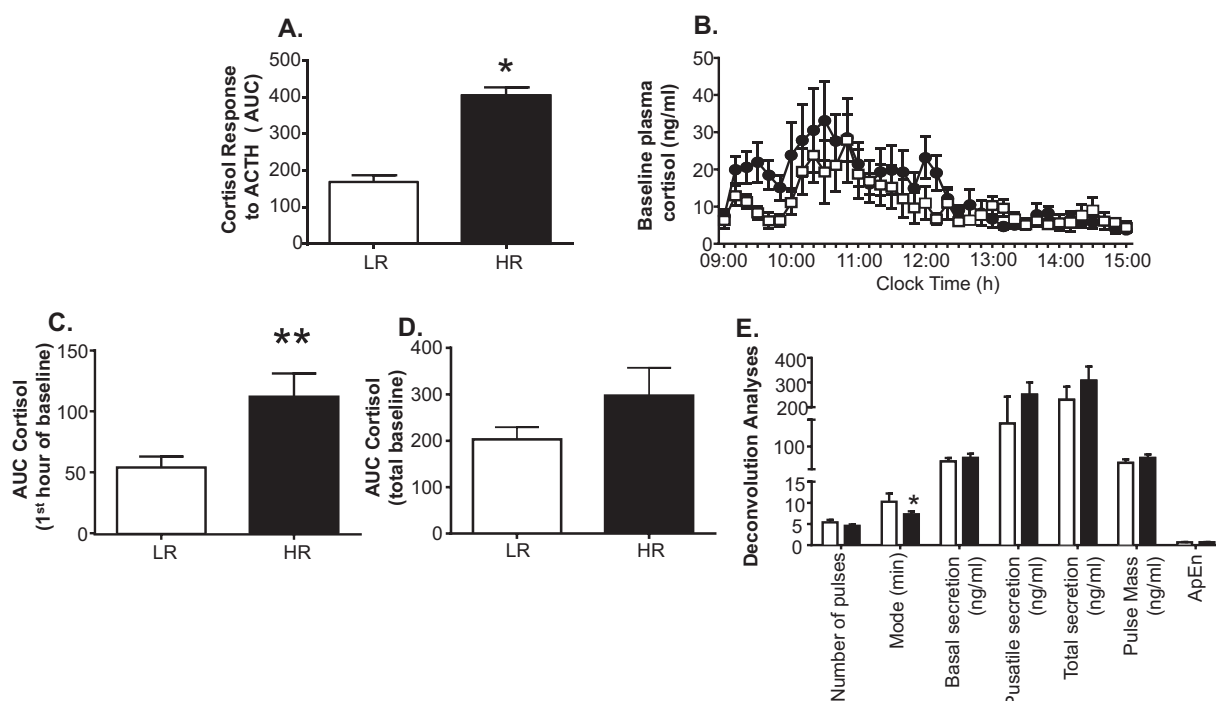 A.
Cortisol Response
to ACTH ( AUC)
500
400
300
200
100
0
*
LR
HR
B.
Baseline plasma
cortisol (ng/ml)
50
40
30
20
10
0
09:00 10:00 11:00 12:00 13:00 14:00 15:00
Clock Time (h)
C.
AUC Cortisol
(1st hour of baseline)
150
100
50
0
**
LR
HR
D.
AUC Cortisol
(total baseline)
400
300
200
100
0
LR
HR
E.
Deconvolution Analyses
400
300
200
100
15
10
5
0
*
Number of pulses
Mode (min)
Basal secretion
(ng/ml)
Pusatile secretion
(ng/ml)
Total secretion
(ng/ml)
Pulse Mass
(ng/ml)
ApEn